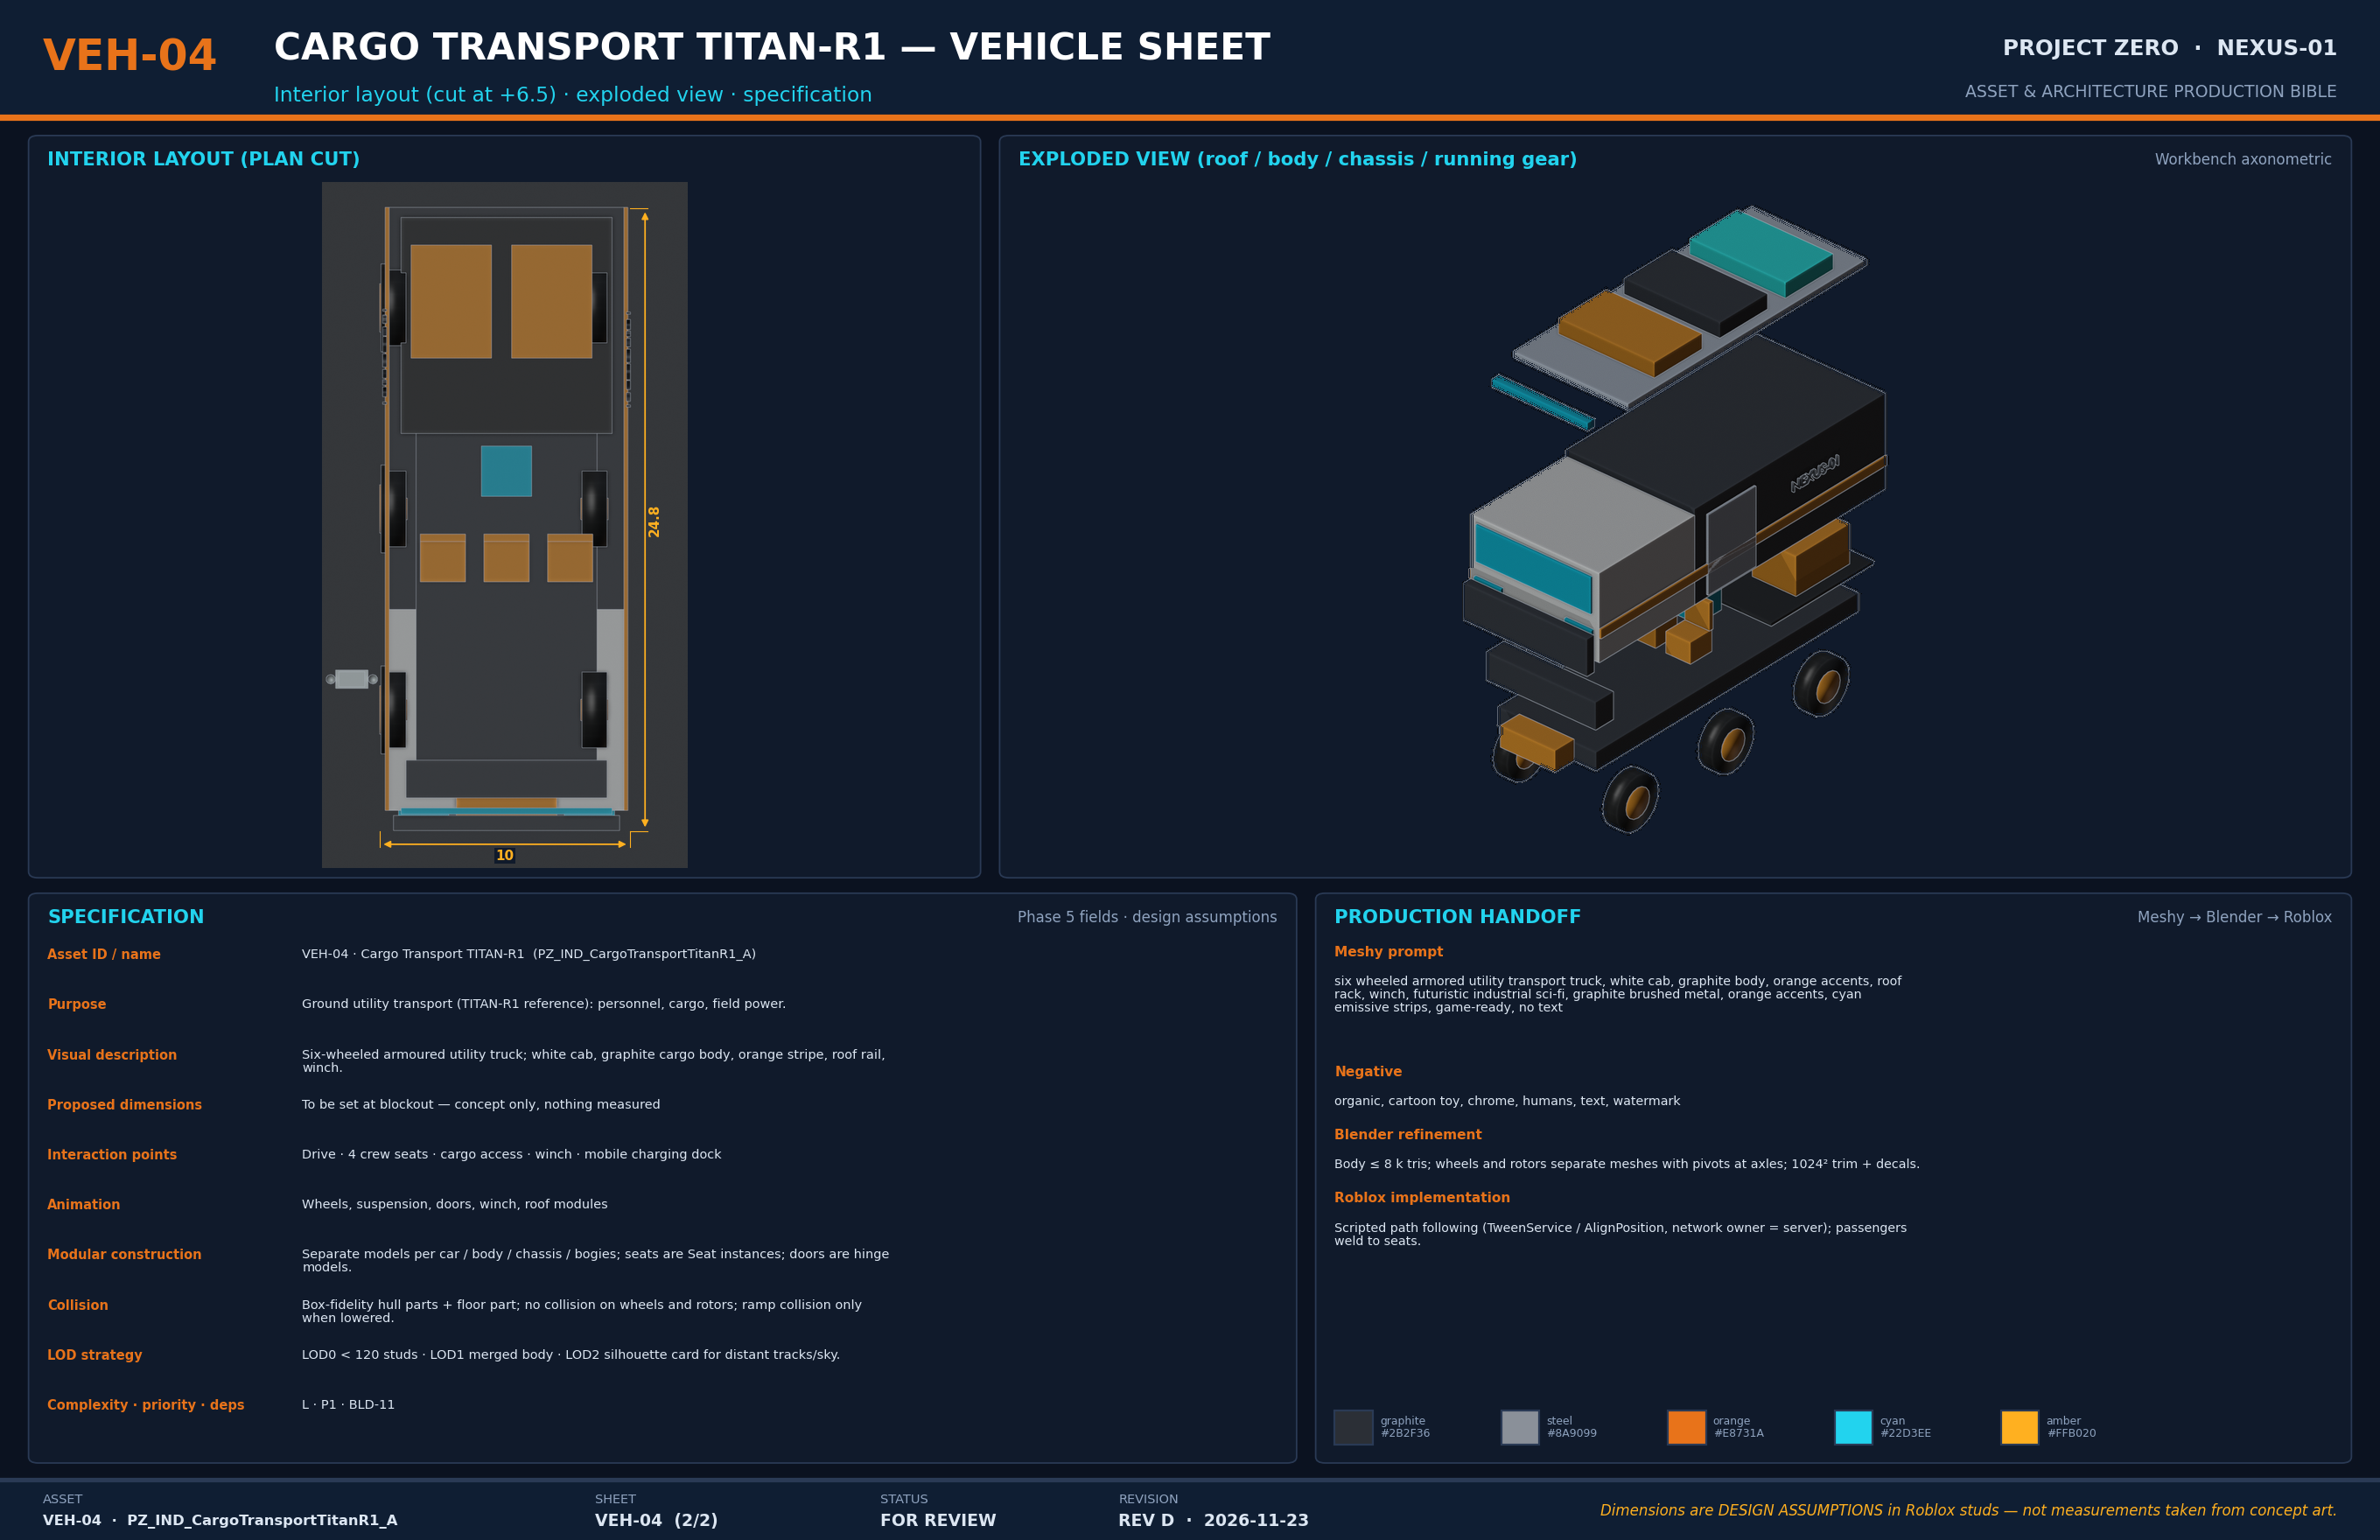 VEH-04
CARGO TRANSPORT TITAN-R1 — VEHICLE SHEET
Interior layout (cut at +6.5) · exploded view · specification
PROJECT ZERO · NEXUS-01
ASSET & ARCHITECTURE PRODUCTION BIBLE
INTERIOR LAYOUT (PLAN CUT)
24.8
10
EXPLODED VIEW (roof / body / chassis / running gear)
Workbench axonometric
NEXUS-01
SPECIFICATION
Phase 5 fields · design assumptions
Asset ID / name
VEH-04 · Cargo Transport TITAN-R1 (PZ_IND_CargoTransportTitanR1_A)
Purpose
Ground utility transport (TITAN-R1 reference): personnel, cargo, field power.
Visual description
Six-wheeled armoured utility truck; white cab, graphite cargo body, orange stripe, roof rail,
winch.
Proposed dimensions
To be set at blockout — concept only, nothing measured
Interaction points
Drive · 4 crew seats · cargo access · winch · mobile charging dock
Animation
Wheels, suspension, doors, winch, roof modules
Modular construction
Separate models per car / body / chassis / bogies; seats are Seat instances; doors are hinge
models.
Collision
Box-fidelity hull parts + floor part; no collision on wheels and rotors; ramp collision only
when lowered.
LOD strategy
LOD0 < 120 studs · LOD1 merged body · LOD2 silhouette card for distant tracks/sky.
Complexity · priority · deps
L · P1 · BLD-11
PRODUCTION HANDOFF
Meshy → Blender → Roblox
Meshy prompt
six wheeled armored utility transport truck, white cab, graphite body, orange accents, roof
rack, winch, futuristic industrial sci-fi, graphite brushed metal, orange accents, cyan
emissive strips, game-ready, no text
Negative
organic, cartoon toy, chrome, humans, text, watermark
Blender refinement
Body ≤ 8 k tris; wheels and rotors separate meshes with pivots at axles; 1024² trim + decals.
Roblox implementation
Scripted path following (TweenService / AlignPosition, network owner = server); passengers
weld to seats.
graphite
#2B2F36
steel
#8A9099
orange
#E8731A
cyan
#22D3EE
amber
#FFB020
ASSET
VEH-04 · PZ_IND_CargoTransportTitanR1_A
SHEET
VEH-04 (2/2)
STATUS
FOR REVIEW
REVISION
REV D · 2026-11-23
Dimensions are DESIGN ASSUMPTIONS in Roblox studs — not measurements taken from concept art.